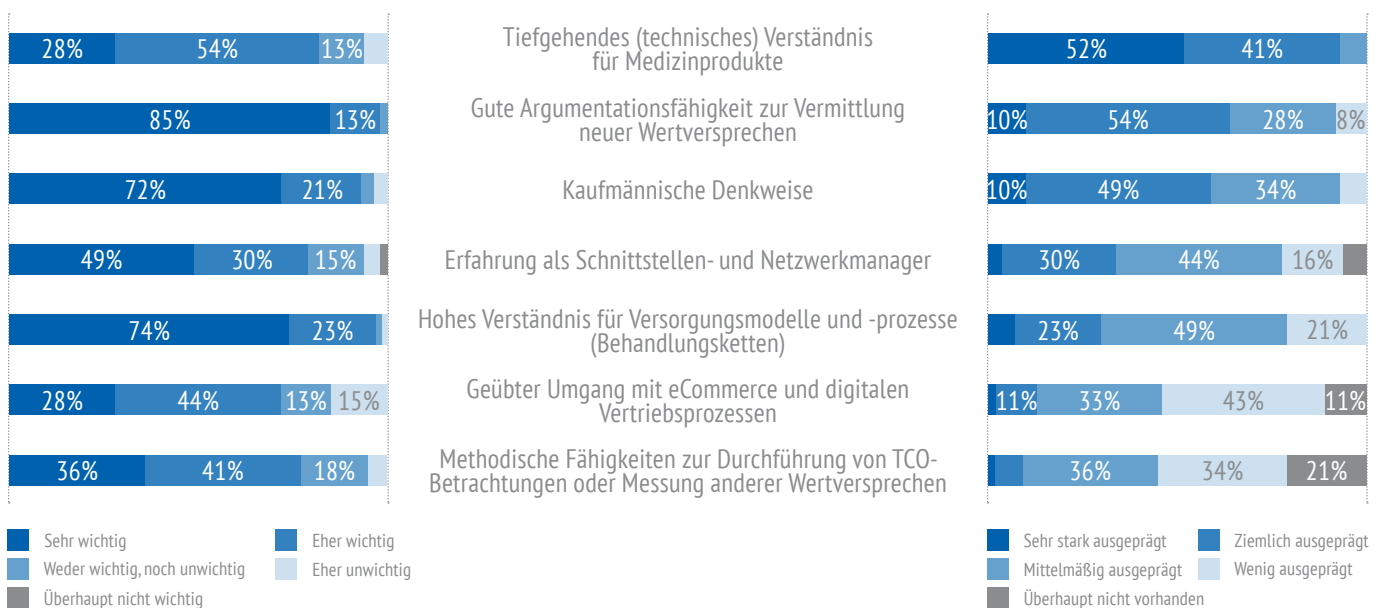 28% 54% 13% Tiefgehendes (technisches) Verständnis 52% 41%
für Medizinprodukte
85% 13% Gute Argumentationsfähigkeit zur Vermittlung 10% 54% 28% 8%
neuer Wertversprechen
72% 21% Kaufmännische Denkweise 10% 49% 34%
49% 30% 15% Erfahrung als Schnittstellen- und Netzwerkmanager 30% 44% 16%
74% 23% Hohes Verständnis für Versorgungsmodelle und -prozesse 23% 49% 21%
(Behandlungsketten)
28% 44% 13% 15% Geübter Umgang mit eCommerce und digitalen 11% 33% 43% 11%
Vertriebsprozessen
36% 41% 18% Methodische Fähigkeiten zur Durchführung von TCO- 36% 34% 21%
Betrachtungen oder Messung anderer Wertversprechen
Sehr wichtig Eher wichtig
Weder wichtig, noch unwichtig Eher unwichtig
Überhaupt nicht wichtig
Sehr stark ausgeprägt Ziemlich ausgeprägt
Mittelmäßig ausgeprägt Wenig ausgeprägt
Überhaupt nicht vorhanden